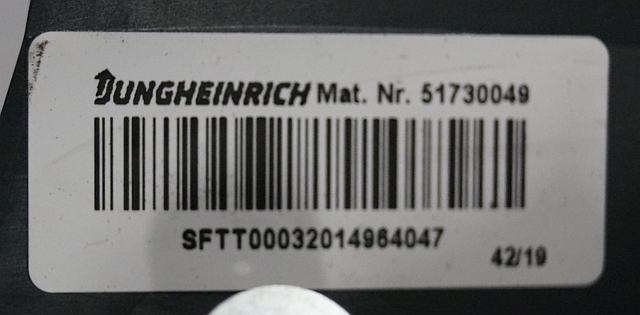 JUNGHEINRICH Mat. Nr. 51730049
SFTT00032014964047
42/19